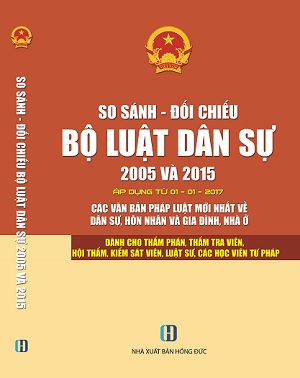 SO SÁNH - ĐỐI CHIẾU BỘ LUẬT DÂN SỰ 2005 VÀ 2015
SO SÁNH - ĐỐI CHIẾU
BỘ LUẬT DÂN SỰ
2005 VÀ 2015
ÁP DỤNG TỪ 01 - 01 - 2017
CÁC VĂN BẢN PHÁP LUẬT MỚI NHẤT VỀ
DÂN SỰ, HÔN NHÂN VÀ GIA ĐÌNH, NHÀ Ở
DÀNH CHO THẨM PHÁN, THẨM TRA VIÊN,
HỘI THẨM, KIỂM SÁT VIÊN, LUẬT SƯ, CÁC HỌC VIÊN TƯ PHÁP
NHÀ XUẤT BẢN HỒNG ĐỨC